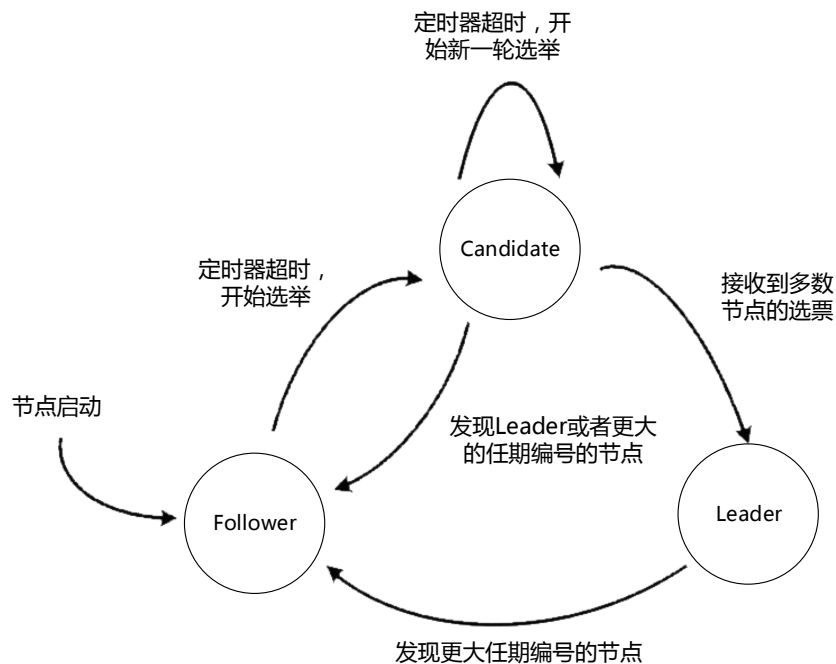 定时器超时，开
始新一轮选举
Candidate
定时器超时，
开始选举
接收到多数
节点的选票
节点启动
发现Leader或者更大
的任期编号的节点
Follower
Leader
发现更大任期编号的节点